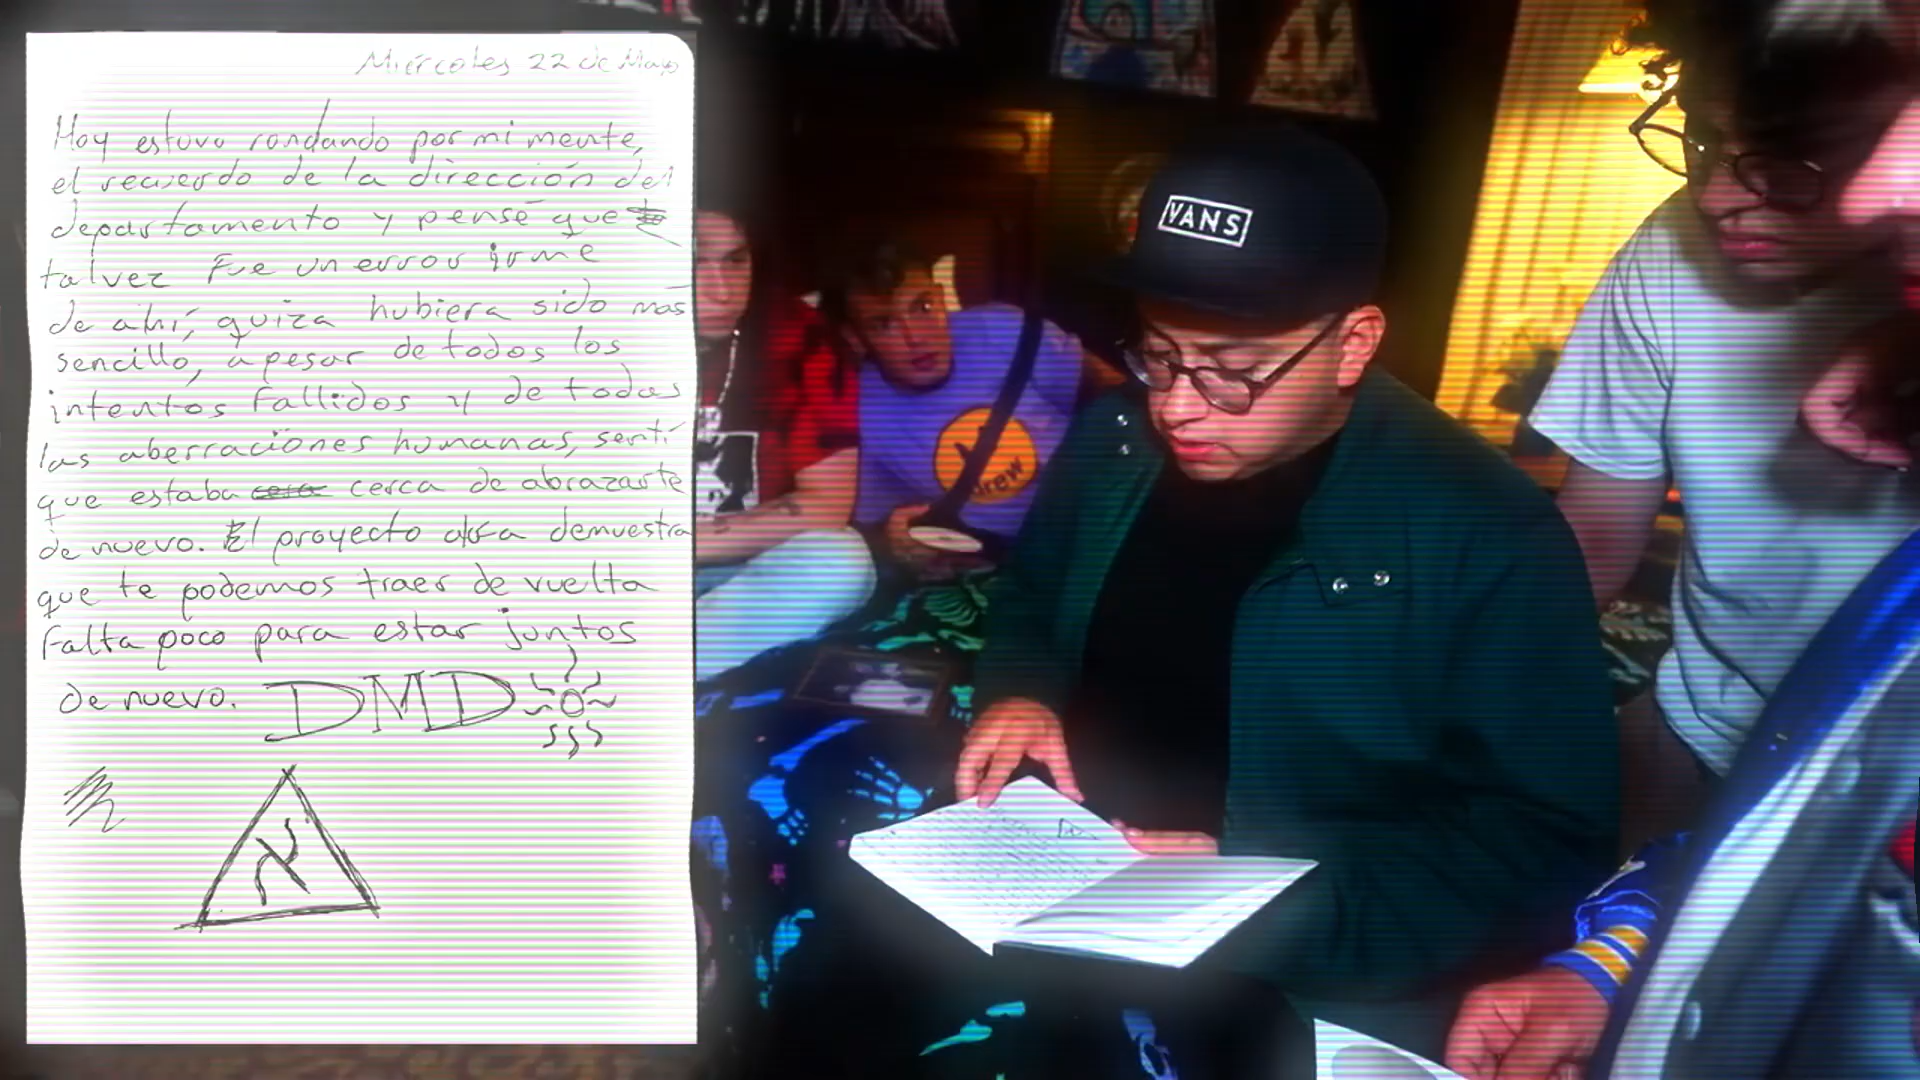 Miércoles 22 de Mayo
Hoy estuvo rondando por mi mente,
el recuerdo de la dirección del
departamento y pensé que
talvez fue un error irme
de ahí, quiza hubiera sido mas
sencillo, a pesar de todos los
intentos fallidos y de todas
las aberraciones humanas, sentí
que estaba cerca de abrazarte
de nuevo. El proyecto demuestra
que te podemos traer de vuelta
falta poco para estar juntos
de nuevo. DMD
VANS
drew